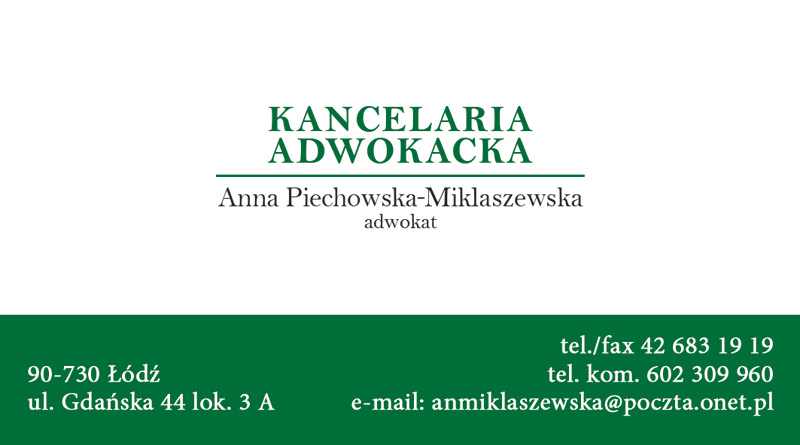 KANCELARIA
ADWOKACKA
Anna Piechowska-Miklaszewska
adwokat
90-730 Łódź
ul. Gdańska 44 lok. 3 A
tel./fax 42 683 19 19
tel. kom. 602 309 960
e-mail: anmiklaszewska@poczta.onet.pl